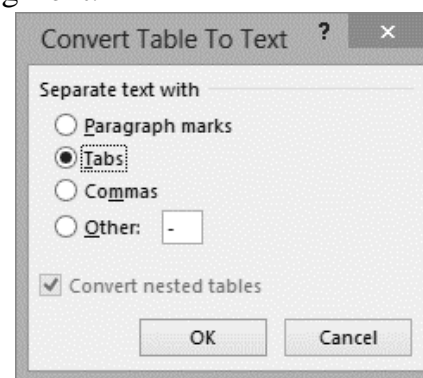 Convert Table To Text ? ×
Separate text with
Paragraph marks
Tabs
Commas
Other: -
Convert nested tables
OK Cancel